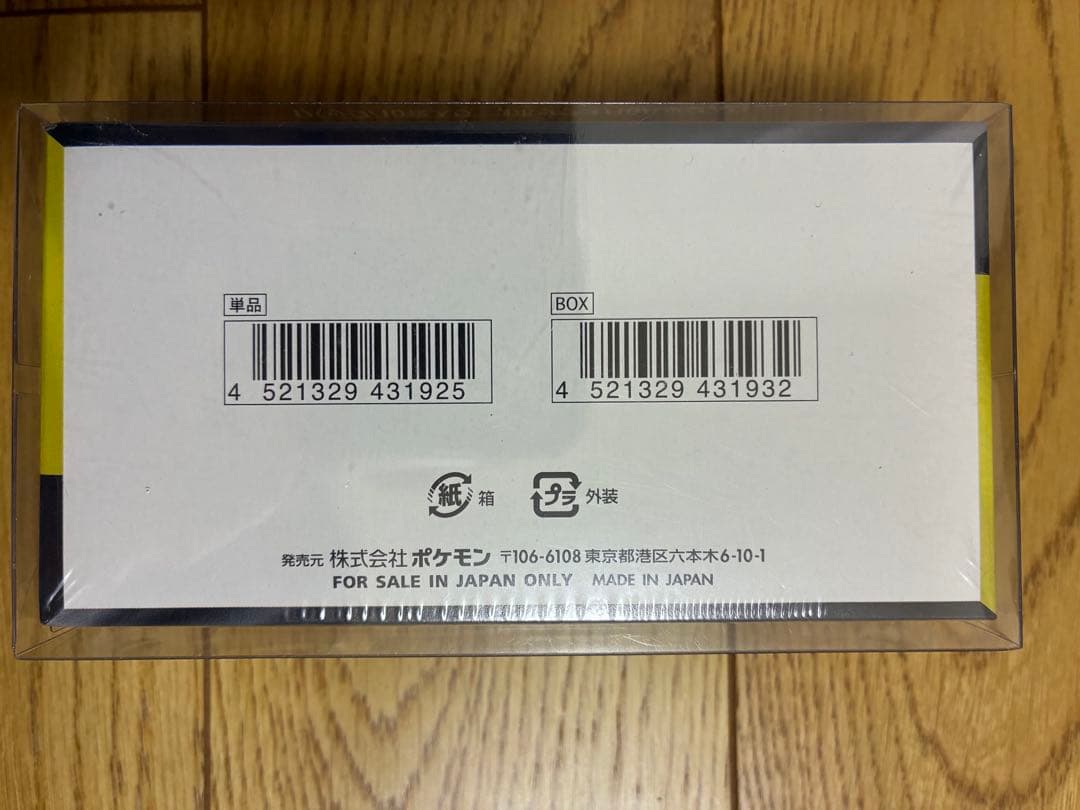 単品
4 521329 431925
BOX
4 521329 431932
紙 箱
プラ 外装
発売元 株式会社 ポケモン 〒106-6108 東京都港区六本木6-10-1
FOR SALE IN JAPAN ONLY MADE IN JAPAN